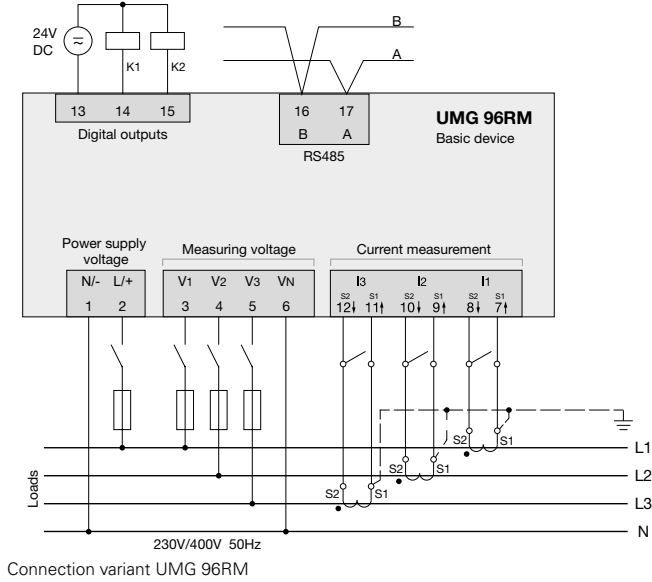 24V
DC
=
K1
K2
B
A
13 14 15
Digital outputs
16 17
B A
RS485
UMG 96RM
Basic device
Power supply
voltage
Measuring voltage
Current measurement
N/- L/+
1 2
V1 V2 V3 VN
3 4 5 6
I3 I2 I1
S2 S1 S2 S1 S2 S1
12 11 10 9 8 7
S2 S1
L1
S2 S1
L2
S2 S1
L3
N
Loads
230V/400V 50Hz
Connection variant UMG 96RM